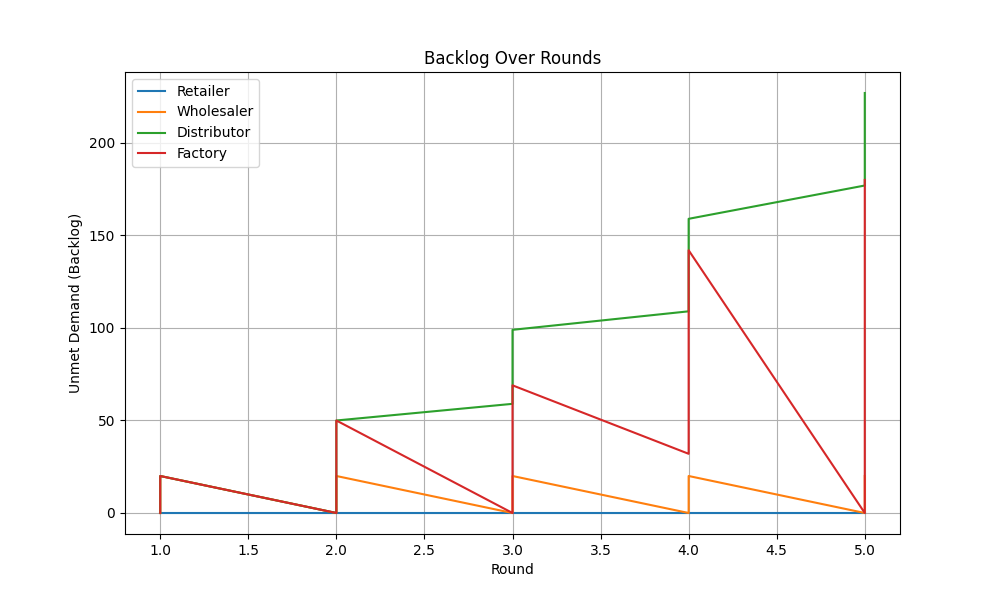 Backlog Over Rounds
Retailer
Wholesaler
Distributor
Factory
Unmet Demand (Backlog)
200
150
100
50
0
1.0 1.5 2.0 2.5 3.0 3.5 4.0 4.5 5.0
Round